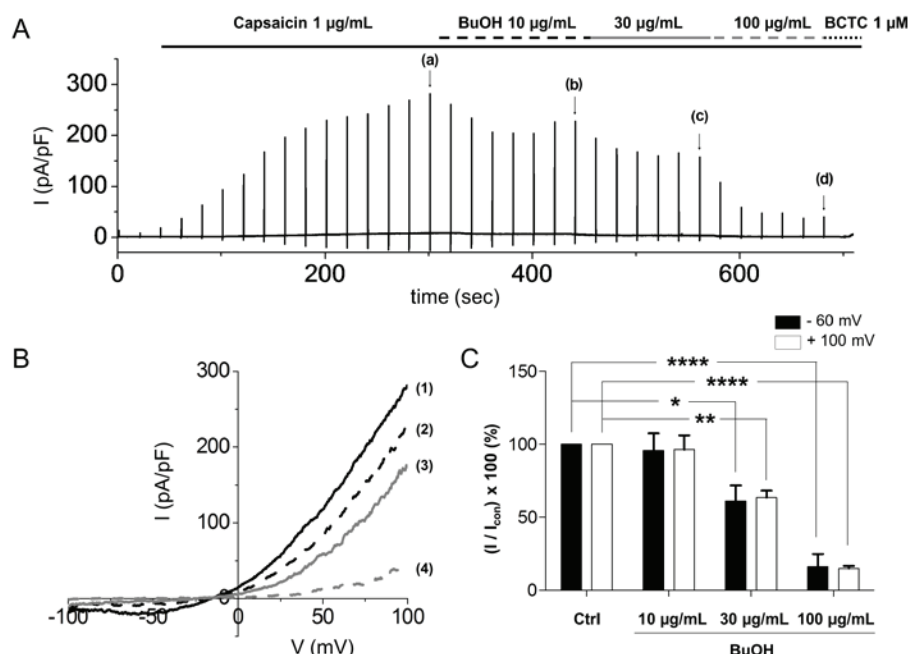 A
Capsaicin 1 µg/mL
BuOH 10 µg/mL
30 µg/mL
100 µg/mL
BCTC 1 µM
I (pA/pF)
300
200
100
0
(a)
(b)
(c)
(d)
0
200
400
600
time (sec)
B
I (pA/pF)
300
200
100
(1)
(2)
(3)
(4)
-100
-50
0
50
100
V (mV)
C
- 60 mV
+ 100 mV
(I / Icon) x 100 (%)
150
100
50
0
****
****
*
**
Ctrl
10 µg/mL
30 µg/mL
100 µg/mL
BuOH